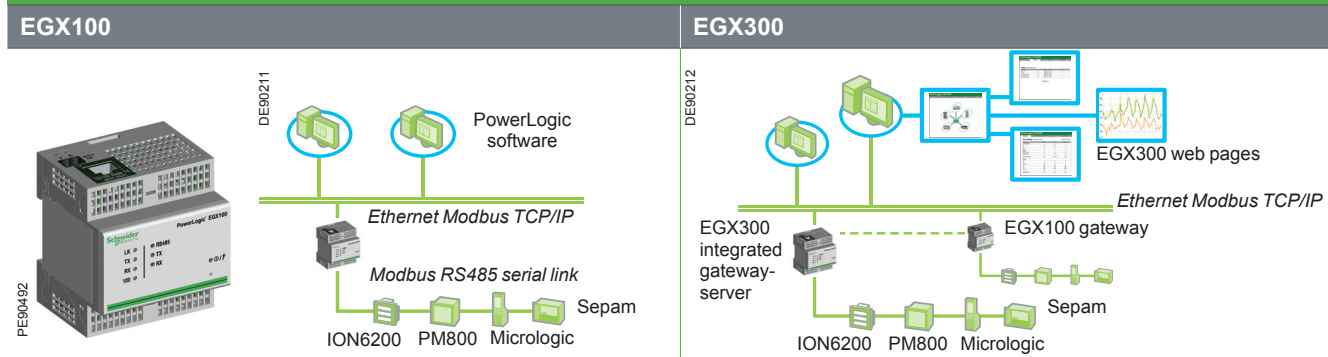 EGX100
EGX300
DE90211
PowerLogic
software
Ethernet Modbus TCP/IP
Modbus RS485 serial link
Sepam
ION6200 PM800 Micrologic
PE90492
PowerLogic EGX100
Schneider
Electric
LK
TX
RX
100
RS485
TX
RX
DE90212
EGX300 web pages
Ethernet Modbus TCP/IP
EGX300
integrated
gateway-
server
EGX100 gateway
Sepam
ION6200 PM800 Micrologic